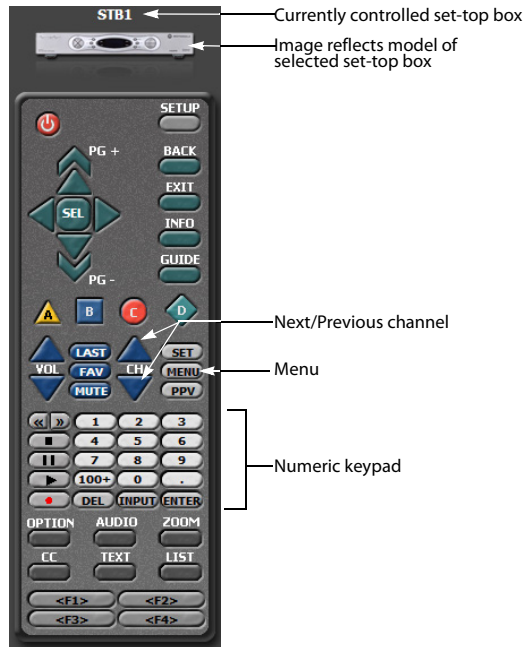 STB1
Currently controlled set-top box
Image reflects model of
selected set-top box
SETUP
PG +
BACK
EXIT
SEL
INFO
GUIDE
PG -
A
B
C
D
Next/Previous channel
LAST
SET
VOL
FAV
CH
MENU
Menu
MUTE
PPV
« »
1
2
3
4
5
6
7
8
9
Numeric keypad
100+
0
.
DEL
INPUT
ENTER
OPTION
AUDIO
ZOOM
CC
TEXT
LIST
<F1>
<F2>
<F3>
<F4>